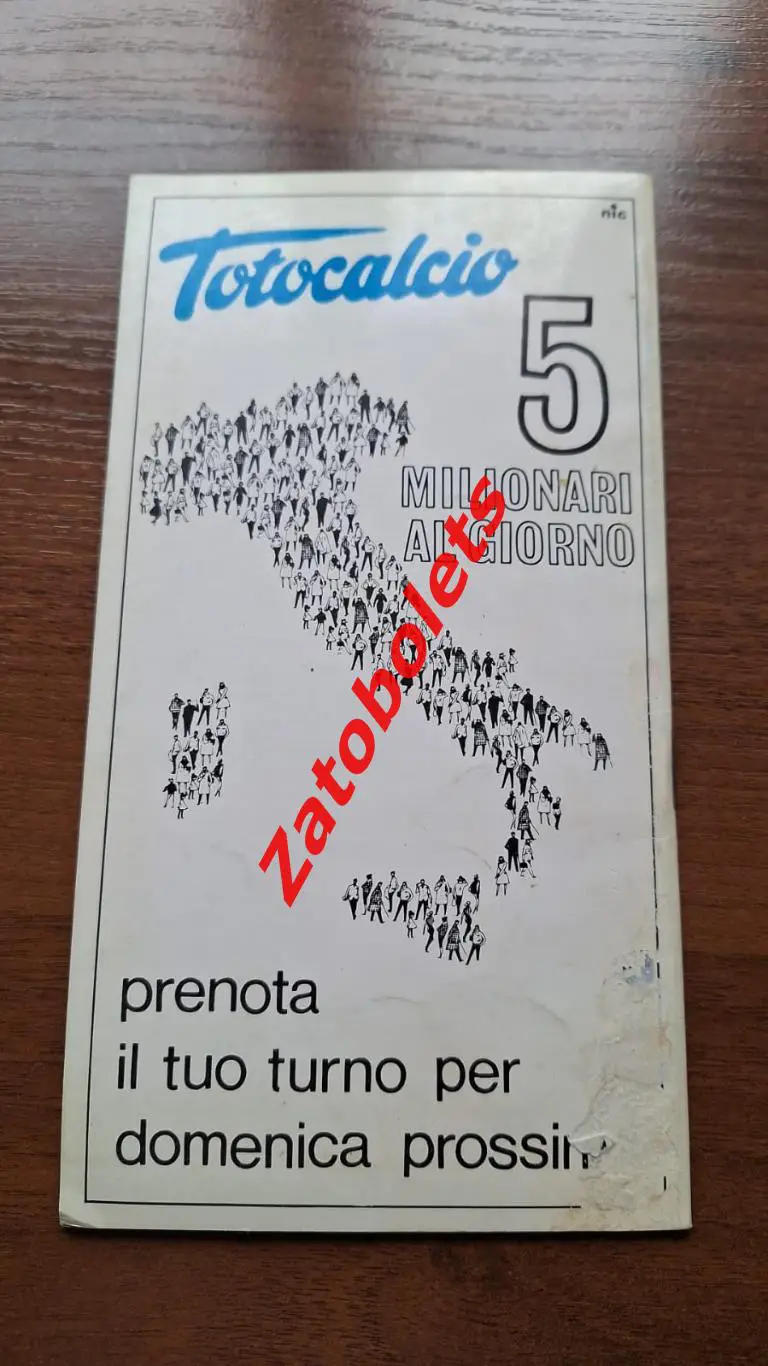 nic
Totocalcio
5
MILIONARI
AL GIORNO
Zatobolets
prenota
il tuo turno per
domenica prossim